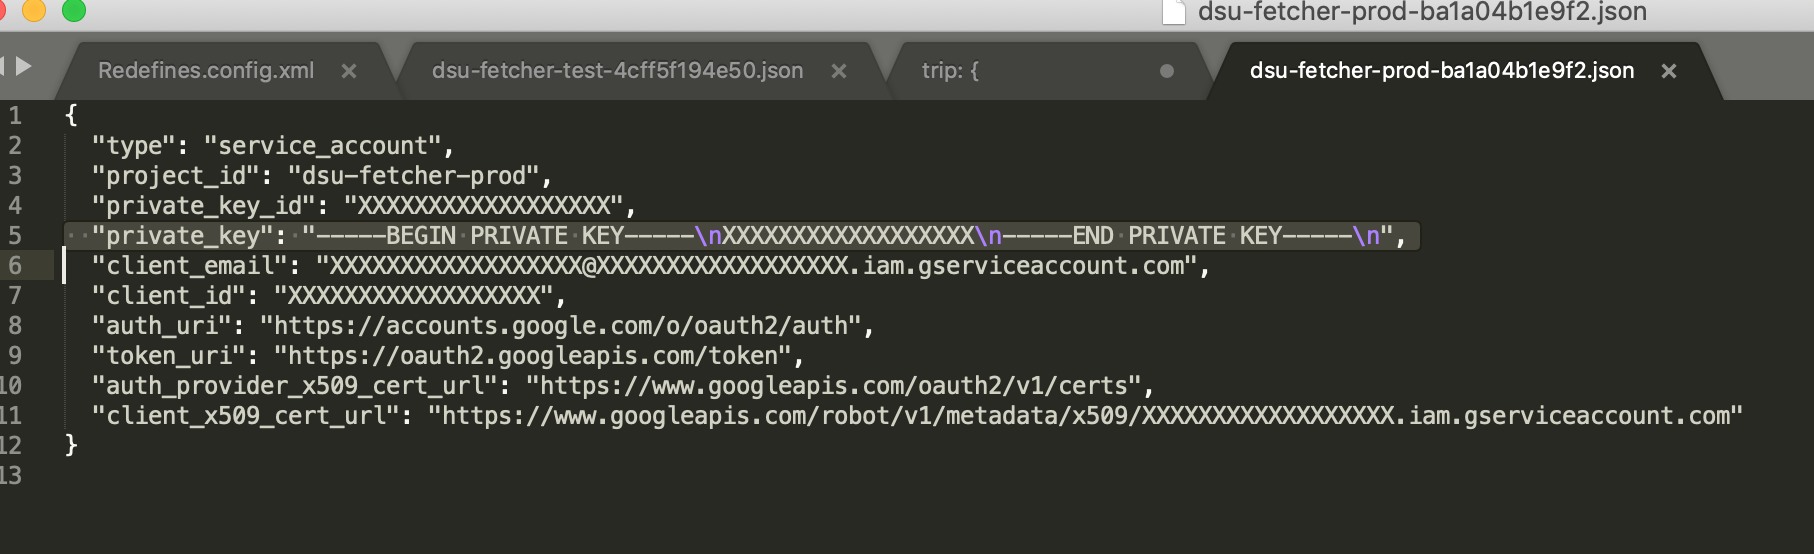 dsu-fetcher-prod-ba1a04b1e9f2.json
Redefines.config.xml × dsu-fetcher-test-4cff5f194e50.json × trip: { dsu-fetcher-prod-ba1a04b1e9f2.json ×
1 {
2 "type": "service_account",
3 "project_id": "dsu-fetcher-prod",
4 "private_key_id": "XXXXXXXXXXXXXXXXXX",
5 "private_key": "-----BEGIN PRIVATE KEY-----\nXXXXXXXXXXXXXXXXXX\n-----END PRIVATE KEY-----\n",
6 "client_email": "XXXXXXXXXXXXXXXXXX@XXXXXXXXXXXXXXXXXX.iam.gserviceaccount.com",
7 "client_id": "XXXXXXXXXXXXXXXXXX",
8 "auth_uri": "https://accounts.google.com/o/oauth2/auth",
9 "token_uri": "https://oauth2.googleapis.com/token",
10 "auth_provider_x509_cert_url": "https://www.googleapis.com/oauth2/v1/certs",
11 "client_x509_cert_url": "https://www.googleapis.com/robot/v1/metadata/x509/XXXXXXXXXXXXXXXXXX.iam.gserviceaccount.com"
12 }
13